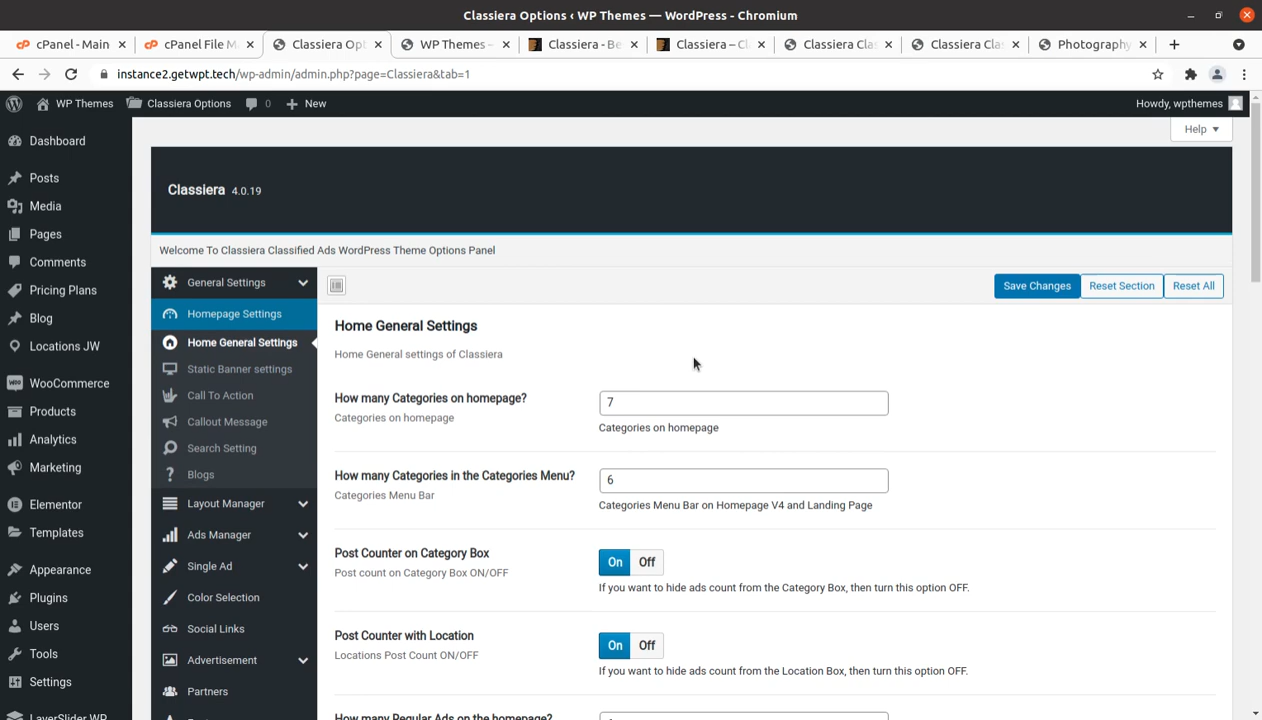 Classiera Options ‹ WP Themes — WordPress - Chromium
cPanel - Main
cPanel File M
Classiera Op
WP Themes -
Classiera - Be
Classiera – Cl
Classiera Cla
Classiera Cla
Photography
instance2.getwpt.tech/wp-admin/admin.php?page=Classiera&tab=1
WP Themes
Classiera Options
0
New
Howdy, wpthemes
Help
Dashboard
Posts
Media
Pages
Comments
Pricing Plans
Blog
Locations JW
WooCommerce
Products
Analytics
Marketing
Elementor
Templates
Appearance
Plugins
Users
Tools
Settings
LayerSlider WP
Classiera 4.0.19
Welcome To Classiera Classified Ads WordPress Theme Options Panel
General Settings
Homepage Settings
Home General Settings
Static Banner settings
Call To Action
Callout Message
Search Setting
Blogs
Layout Manager
Ads Manager
Single Ad
Color Selection
Social Links
Advertisement
Partners
Save Changes
Reset Section
Reset All
Home General Settings
Home General settings of Classiera
How many Categories on homepage?
Categories on homepage
7
Categories on homepage
How many Categories in the Categories Menu?
Categories Menu Bar
6
Categories Menu Bar on Homepage V4 and Landing Page
Post Counter on Category Box
Post count on Category Box ON/OFF
On Off
If you want to hide ads count from the Category Box, then turn this option OFF.
Post Counter with Location
Locations Post Count ON/OFF
On Off
If you want to hide ads count from the Location Box, then turn this option OFF.
How many Regular Ads on the homepage?